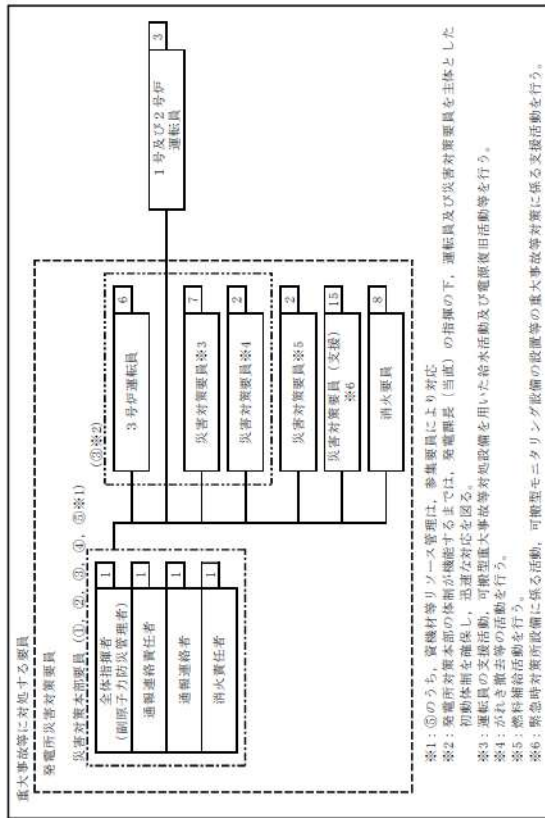 重大事故等に対処する要員
発電所災害対策要員
災害対策本部要員(①, ②, ③, ④, ⑤※1)
全体指揮者
(副原子力防災管理者)
1
通報連絡責任者
1
通報連絡者
1
消火責任者
1
(③※2)
3号炉運転員
6
災害対策要員※3
7
災害対策要員※4
2
災害対策要員※5
2
災害対策要員(支援)
※6
15
消火要員
8
1号及び2号炉
運転員
3
※1:⑤のうち,資機材等リソース管理は,参集要員により対応
※2:発電所対策本部の体制が機能するまでは,発電課長(当直)の指揮の下,運転員及び災害対策要員を主体とした
初動体制を確保し,迅速な対応を図る。
※3:運転員の支援活動,可搬型重大事故等対処設備を用いた給水活動及び電源復旧活動等を行う。
※4:がれき撤去等の活動を行う。
※5:燃料補給活動を行う。
※6:緊急時対策所設備に係る活動,可搬型モニタリング設備の設置等の重大事故等対策に係る支援活動を行う。